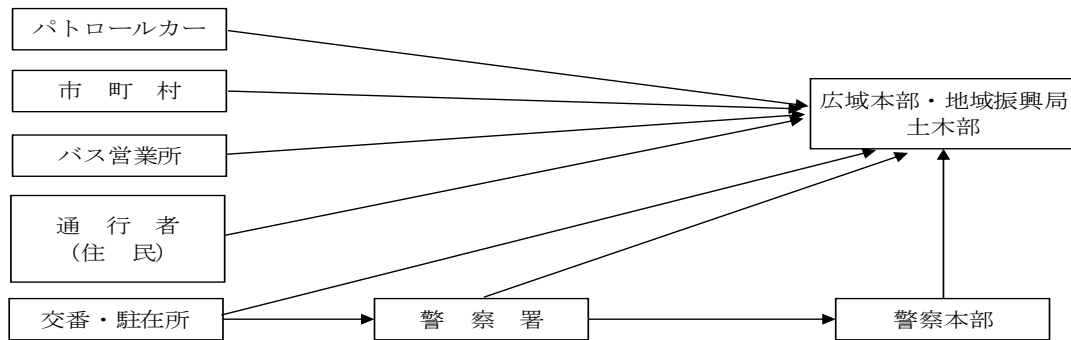 パトロールカー
市　町　村
バス営業所
通　行　者
(住　民)
交番・駐在所
警　察　署
警察本部
広域本部・地域振興局
土木部